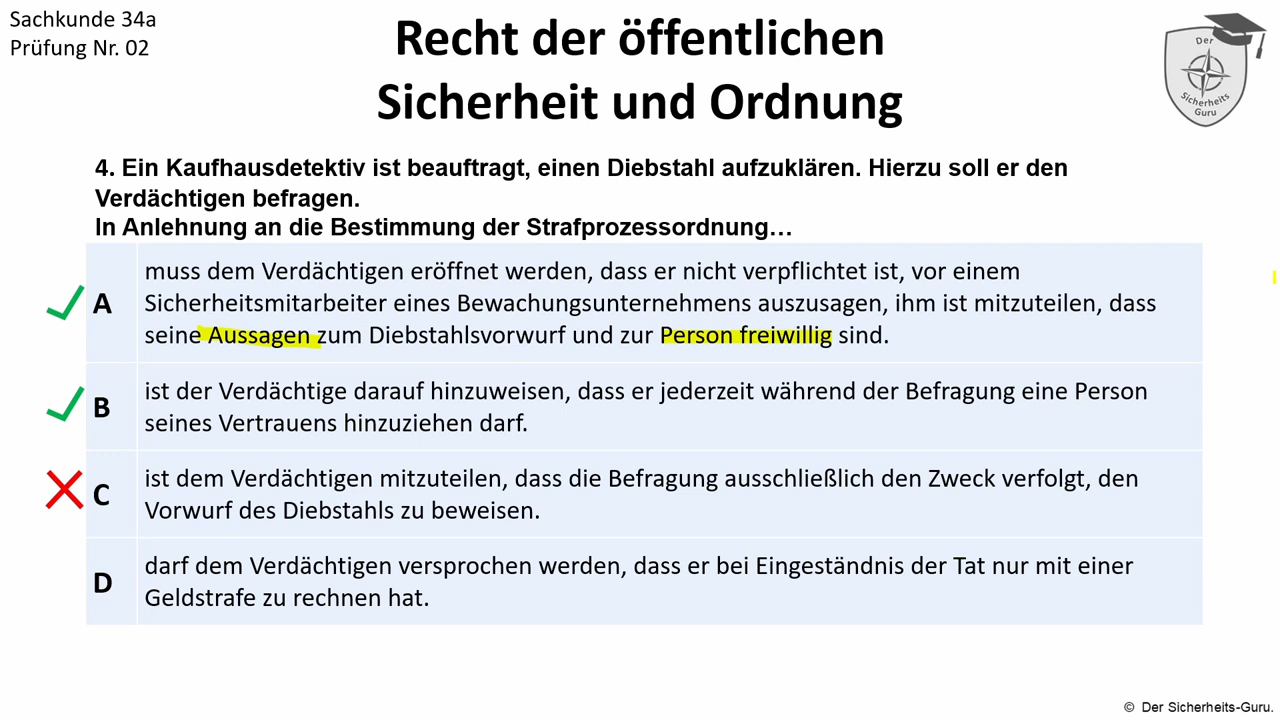 Sachkunde 34a
Prüfung Nr. 02
Recht der öffentlichen
Sicherheit und Ordnung
Der
Sicherheits
Guru
4. Ein Kaufhausdetektiv ist beauftragt, einen Diebstahl aufzuklären. Hierzu soll er den
Verdächtigen befragen.
In Anlehnung an die Bestimmung der Strafprozessordnung…
A
muss dem Verdächtigen eröffnet werden, dass er nicht verpflichtet ist, vor einem
Sicherheitsmitarbeiter eines Bewachungsunternehmens auszusagen, ihm ist mitzuteilen, dass
seine Aussagen zum Diebstahlsvorwurf und zur Person freiwillig sind.
B
ist der Verdächtige darauf hinzuweisen, dass er jederzeit während der Befragung eine Person
seines Vertrauens hinzuziehen darf.
C
ist dem Verdächtigen mitzuteilen, dass die Befragung ausschließlich den Zweck verfolgt, den
Vorwurf des Diebstahls zu beweisen.
D
darf dem Verdächtigen versprochen werden, dass er bei Eingeständnis der Tat nur mit einer
Geldstrafe zu rechnen hat.
© Der Sicherheits-Guru.